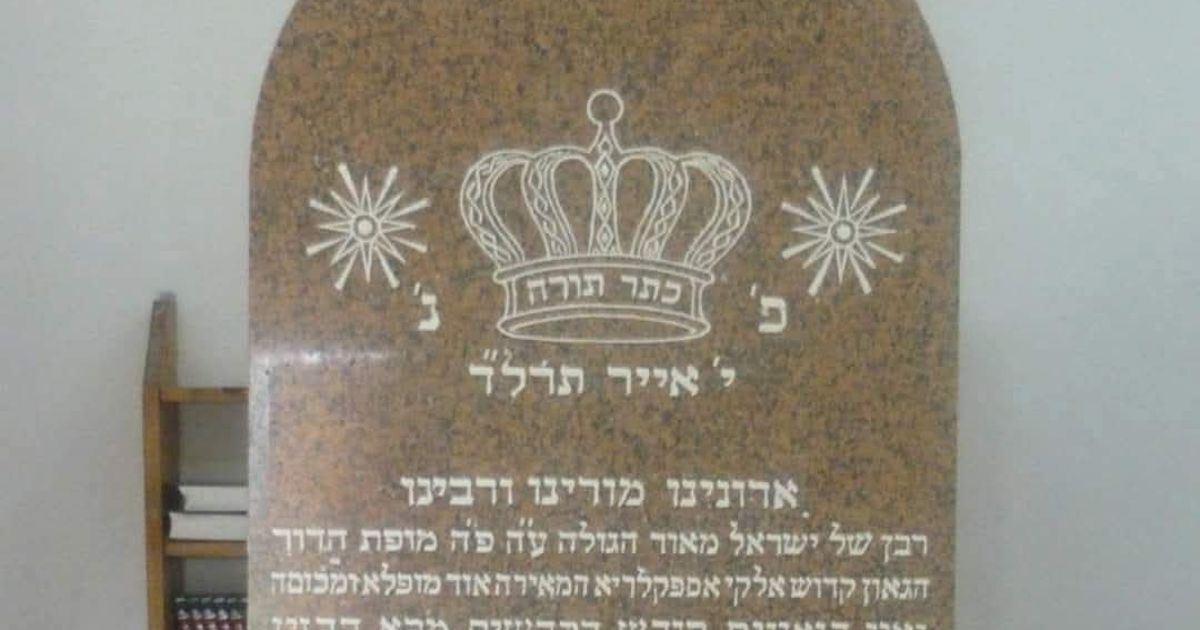 כתר תורה
פ' נ'
י' אייר תרל"ד
אדונינו מורינו ורבינו
רבן של ישראל מאור הגולה ע"ה פ"ה מופת הדור
הגאון קדוש אלקי אספקלריא המאירה אור מופלא